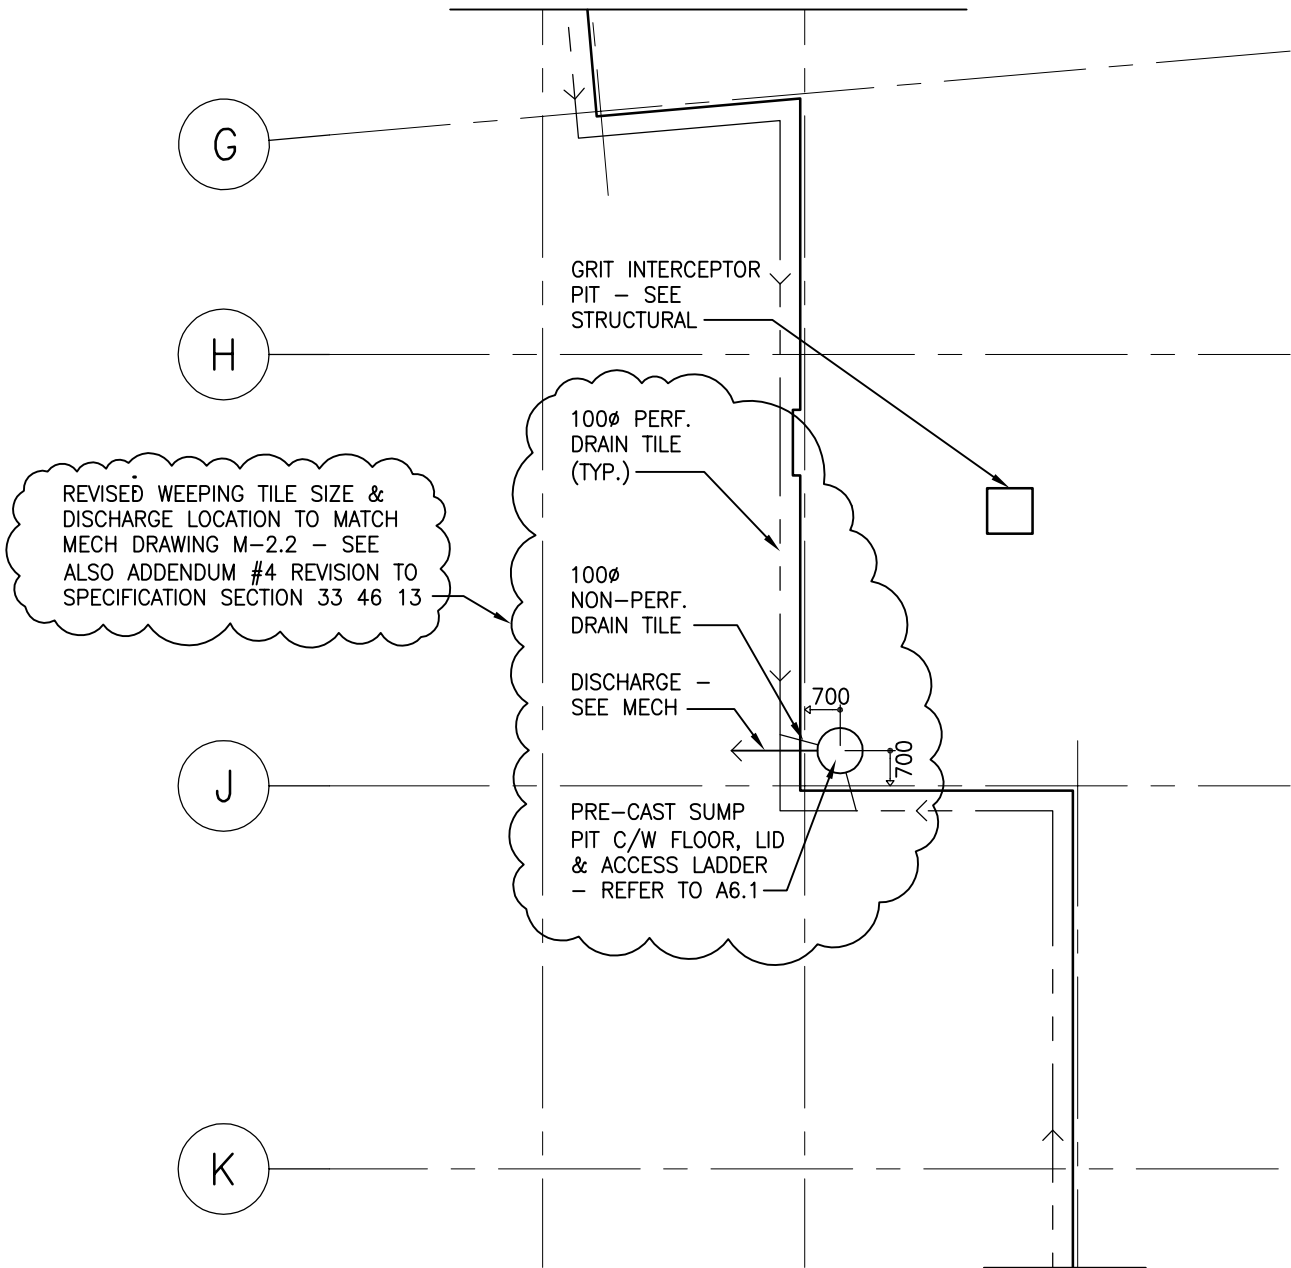 G
GRIT INTERCEPTOR
PIT – SEE
STRUCTURAL
H
100ø PERF.
DRAIN TILE
(TYP.)
REVISED WEEPING TILE SIZE &
DISCHARGE LOCATION TO MATCH
MECH DRAWING M–2.2 – SEE
ALSO ADDENDUM #4 REVISION TO
SPECIFICATION SECTION 33 46 13
100ø
NON–PERF.
DRAIN TILE
DISCHARGE –
SEE MECH
700
700
J
PRE–CAST SUMP
PIT C/W FLOOR, LID
& ACCESS LADDER
– REFER TO A6.1
K